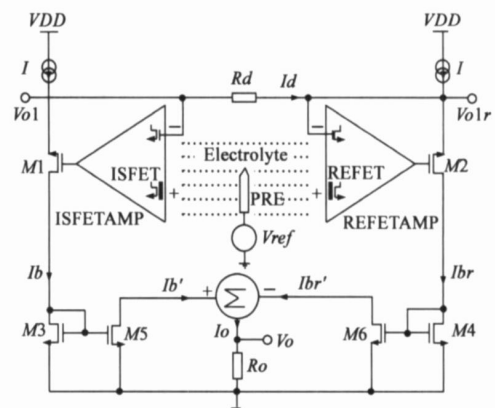 VDD VDD
I I
Rd Id
Vo1 Vo1r
M1 ISFET Electrolyte REFET M2
− −
+ +
ISFETAMP PRE REFETAMP
Vref
Ib Ib' + Σ − Ibr' Ibr
M3 M5 Io Vo M6 M4
Ro